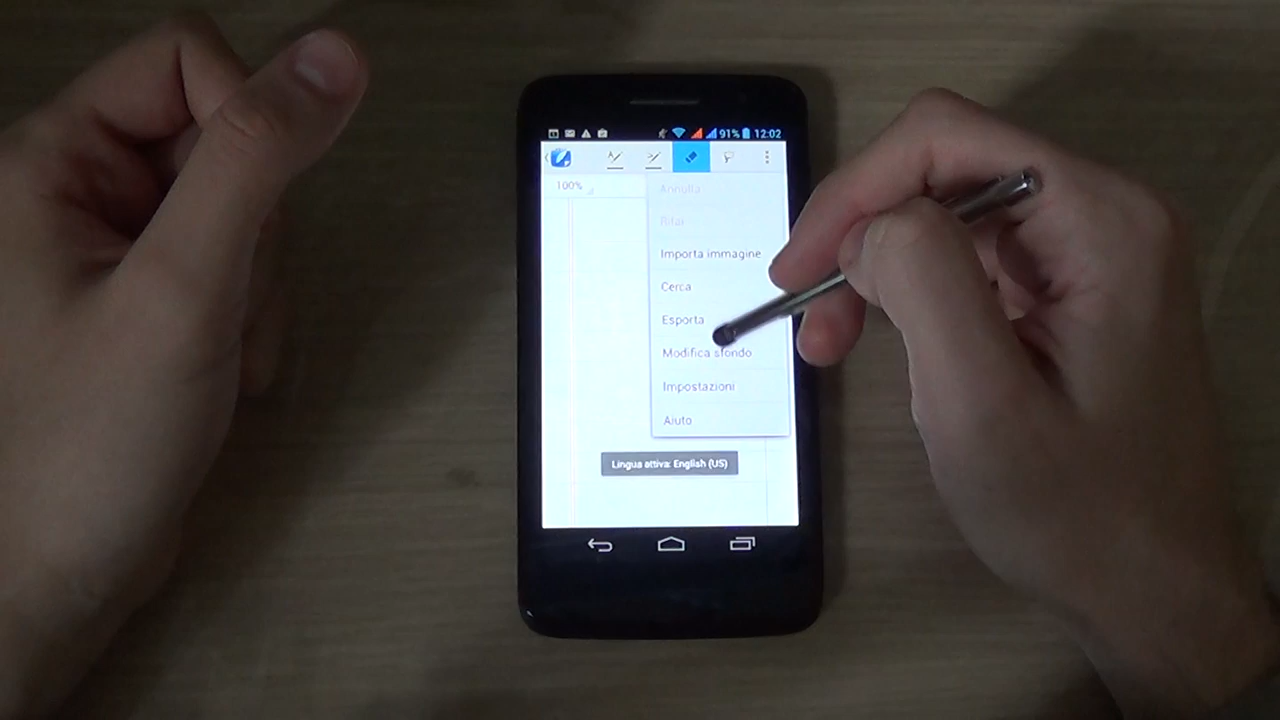 91% 12:02
100%
Annulla
Rifai
Importa immagine
Cerca
Esporta
Modifica sfondo
Impostazioni
Aiuto
Lingua attiva: English (US)